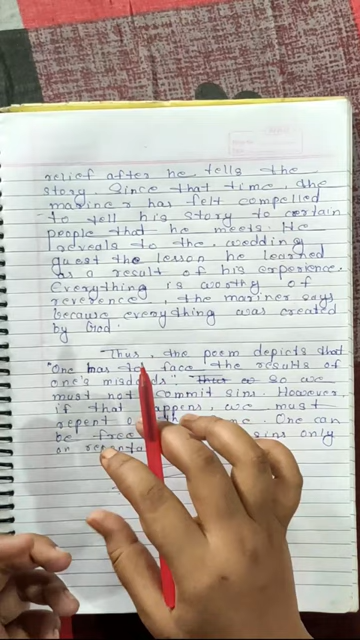 relief after he tells the
story. Since that time, the
mariner has felt compelled
to tell his story to certain
people that he meets. He
reveals to the wedding
guest the lesson he learned
as a result of his experience.
Everything is worthy of
reverence, the mariner says
because everything was created
by God.
Thus, the poem depicts that
"One has to face the results of
one's misdeeds. So we
must not commit sins. However,
if that happens, we must
repent
One can
be free sins only
on